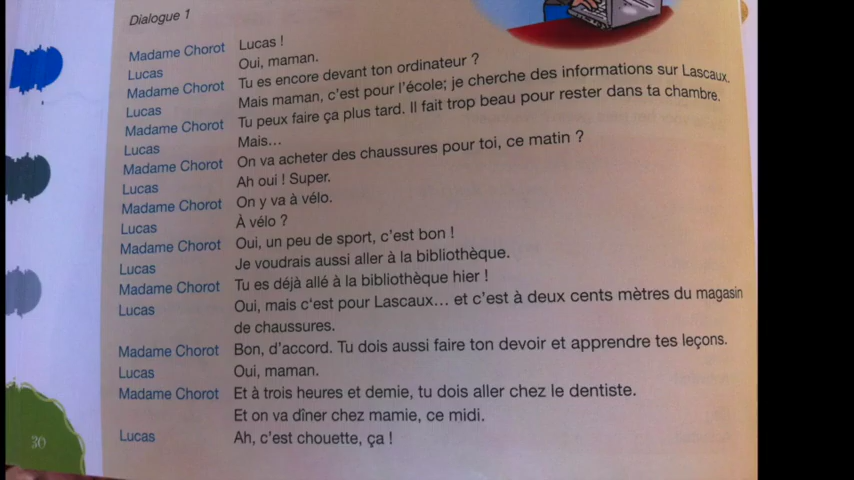 Dialogue 1
Madame Chorot Lucas !
Lucas Oui, maman.
Madame Chorot Tu es encore devant ton ordinateur ?
Lucas Mais maman, c'est pour l'école; je cherche des informations sur Lascaux.
Madame Chorot Tu peux faire ça plus tard. Il fait trop beau pour rester dans ta chambre.
Lucas Mais...
Madame Chorot On va acheter des chaussures pour toi, ce matin ?
Lucas Ah oui ! Super.
Madame Chorot On y va à vélo.
Lucas À vélo ?
Madame Chorot Oui, un peu de sport, c'est bon !
Lucas Je voudrais aussi aller à la bibliothèque.
Madame Chorot Tu es déjà allé à la bibliothèque hier !
Lucas Oui, mais c'est pour Lascaux... et c'est à deux cents mètres du magasin
de chaussures.
Madame Chorot Bon, d'accord. Tu dois aussi faire ton devoir et apprendre tes leçons.
Lucas Oui, maman.
Madame Chorot Et à trois heures et demie, tu dois aller chez le dentiste.
Et on va dîner chez mamie, ce midi.
Lucas Ah, c'est chouette, ça !
30